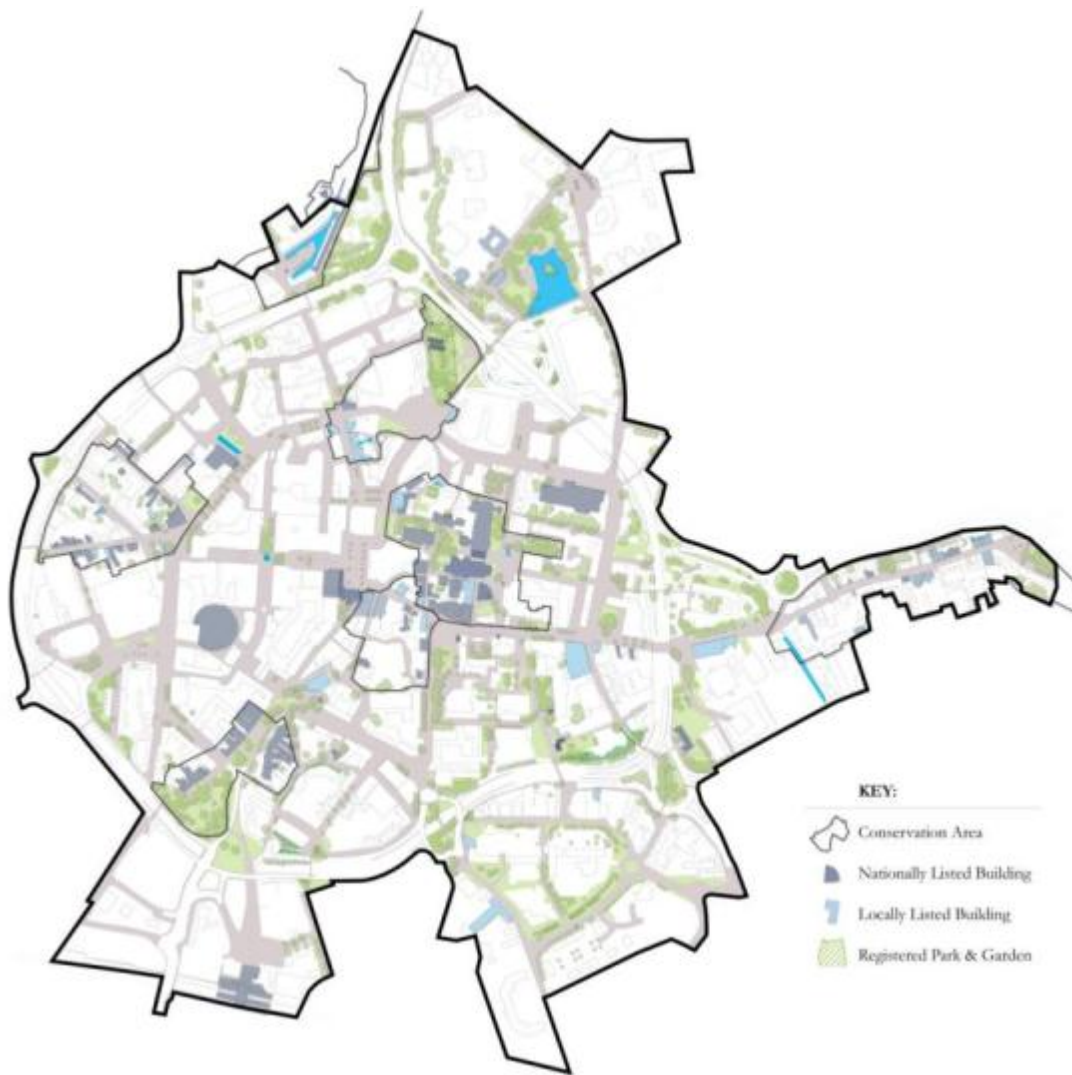 KEY:
Conservation Area
Nationally Listed Building
Locally Listed Building
Registered Park & Garden